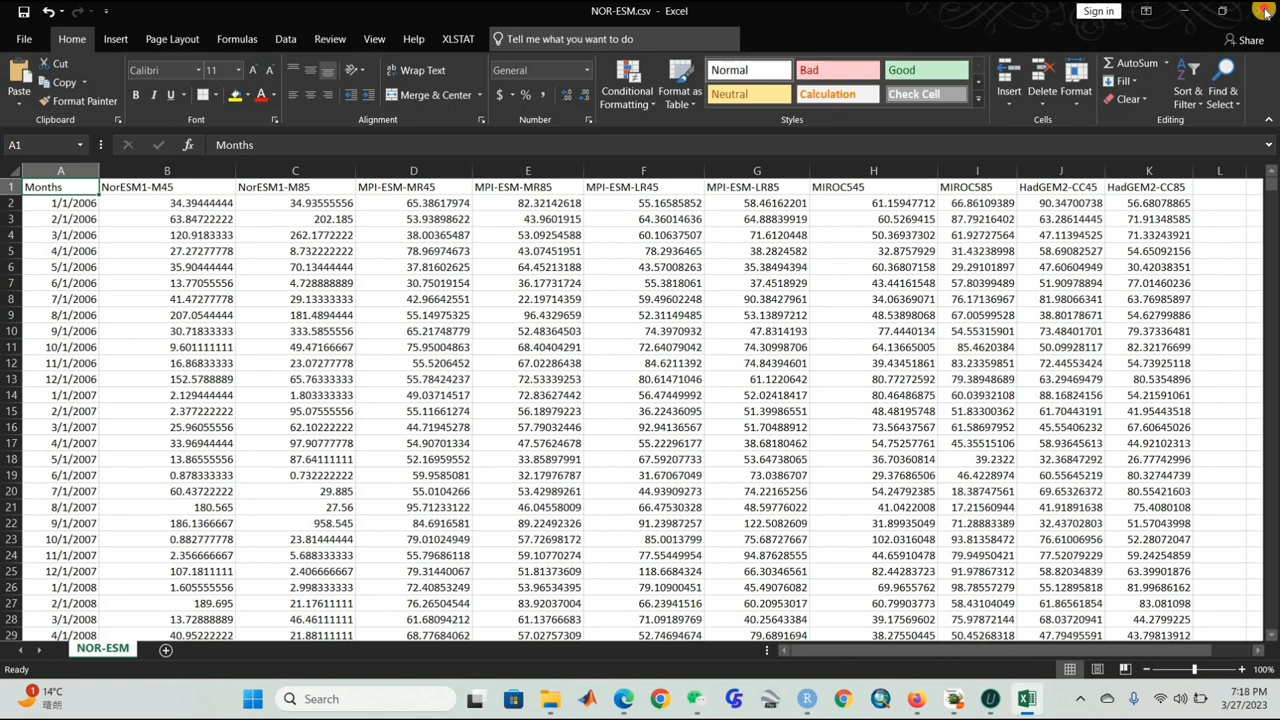 NOR-ESM.csv - Excel
Sign in
File Home Insert Page Layout Formulas Data Review View Help XLSTAT Tell me what you want to do Share
Paste Cut Copy Format Painter Clipboard
Calibri 11 B I U Font
Wrap Text Merge & Center Alignment
General $ % , Number
Conditional Formatting Format as Table Normal Bad Good Neutral Calculation Check Cell Styles
Insert Delete Format Cells
AutoSum Fill Clear Sort & Filter Find & Select Editing
A1 fx Months
A B C D E F G H I J K L
1 Months NorESM1-M45 NorESM1-M85 MPI-ESM-MR45 MPI-ESM-MR85 MPI-ESM-LR45 MPI-ESM-LR85 MIROC545 MIROC585 HadGEM2-CC45 HadGEM2-CC85
2 1/1/2006 34.39444444 34.93555556 65.38617974 82.32142618 55.16585852 58.46162201 61.15947712 66.86109389 90.34700738 56.68078865
3 2/1/2006 63.84722222 202.185 53.93898622 43.9601915 64.36014636 64.88839919 60.5269415 87.79216402 63.28614445 71.91348585
4 3/1/2006 120.9183333 262.1772222 38.00365487 53.09254588 60.10637507 71.6120448 50.36937302 61.92727564 47.11394525 71.33243921
5 4/1/2006 27.27277778 8.732222222 78.96974673 43.07451951 78.2936465 38.2824582 32.8757929 31.43238998 58.69082527 54.65092156
6 5/1/2006 35.90444444 70.13444444 37.81602625 64.45213188 43.57008263 35.38494381 60.36807158 29.29101897 47.60604949 30.42038351
7 6/1/2006 13.77055556 4.728888889 30.75019154 36.17731724 55.3818061 37.4518929 43.44161548 57.80399489 51.90978894 77.01460236
8 7/1/2006 41.47277778 29.13333333 42.96642551 22.19714359 59.49602248 90.38427961 34.06369071 76.17136967 81.98066341 63.76985897
9 8/1/2006 207.0544444 181.4894444 55.14975325 96.4329659 52.31149485 53.13897212 48.53898068 67.00599528 38.80178671 54.62799886
10 9/1/2006 30.71833333 333.5855556 65.21748779 52.48364503 74.3970932 47.8314193 77.4440134 54.55315901 73.48401701 79.37336481
11 10/1/2006 9.601111111 49.47166667 75.95004863 68.40404291 72.64079042 74.30998706 64.13665005 85.4620384 50.09928117 82.32176699
12 11/1/2006 16.86833333 23.07277778 55.5206452 67.02286438 84.6211392 74.84394601 39.43451861 83.23359851 72.44553424 54.73925118
13 12/1/2006 152.5788889 65.76333333 55.78424237 72.53339253 80.61471046 61.1220642 80.77272592 79.38948689 63.29469479 80.5354896
14 1/1/2007 2.129444444 1.803333333 49.03714517 72.83627442 56.47449992 52.02418417 80.46486875 60.03932108 88.16824156 54.21591061
15 2/1/2007 2.377222222 95.07555556 55.11661274 56.18979223 36.22436095 51.39986551 48.48195748 51.83300362 61.70443191 41.95443518
16 3/1/2007 25.96055556 62.10222222 44.71945278 57.79032446 92.94136567 51.70488912 73.56437564 61.58697952 45.55406232 67.60645026
17 4/1/2007 33.96944444 97.90777778 54.90701334 47.57624468 55.22296177 38.68180462 54.75257761 45.35515106 58.93645613 44.92102313
18 5/1/2007 13.86555556 87.64111111 52.16959552 33.85897991 67.59207733 53.64738065 36.70360814 39.2322 32.36847292 26.77742996
19 6/1/2007 0.878333333 0.732222222 59.9585081 32.17976787 31.67067049 73.0386707 29.37686506 46.4228974 60.55645219 80.32744739
20 7/1/2007 60.43722222 29.885 55.0104266 53.42989261 44.93909273 74.22165256 54.24792385 18.38747561 69.65326372 80.55421603
21 8/1/2007 180.565 27.56 95.71233122 46.04558009 66.47530328 48.59776022 41.0422008 17.21560944 41.91891638 75.4080108
22 9/1/2007 186.1366667 958.545 84.6916581 89.22492326 91.23987257 122.5082609 31.89935049 71.28883389 32.43702803 51.57043998
23 10/1/2007 0.882777778 23.81444444 79.01024949 57.72698172 85.0013799 75.68727667 102.0316048 93.81358472 76.61006956 52.28072047
24 11/1/2007 2.356666667 5.688333333 55.79686118 59.10770274 77.55449954 94.87628555 44.65910478 79.94950421 77.52079229 59.24254859
25 12/1/2007 107.1811111 2.406666667 79.31440067 51.81373609 118.6684324 66.30346551 82.44283723 91.97867312 58.82034839 63.39901876
26 1/1/2008 1.605555556 2.998333333 72.40853249 53.96534395 79.10900451 45.49076082 69.9655762 98.78557279 55.12895818 81.99686162
27 2/1/2008 189.695 21.17611111 76.26504544 83.92037004 66.23941516 60.20953017 60.79903773 58.43104049 61.86561854 83.081098
28 3/1/2008 13.72888889 46.46111111 61.68094212 61.13766683 71.09189769 40.25643384 39.17569606 75.97872144 68.03720941 44.2799225
29 4/1/2008 40.95222222 21.88111111 68.77684062 57.02757308 52.74694674 79.6891694 38.27550445 50.45268318 47.79495591 43.79813912
NOR-ESM
Ready 100%
14°C
晴朗
1
Search
7:18 PM
3/27/2023